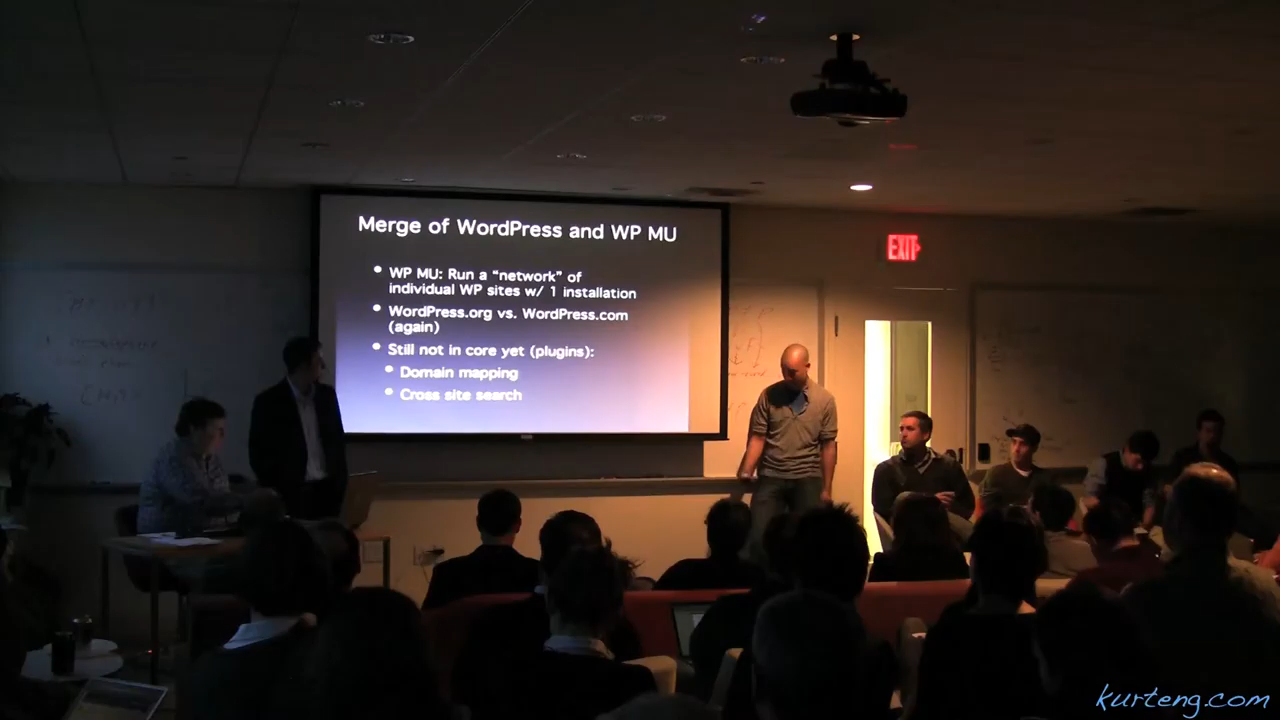 Merge of WordPress and WP MU
WP MU: Run a “network” of
individual WP sites w/ 1 installation
WordPress.org vs. WordPress.com
(again)
Still not in core yet (plugins):
Domain mapping
Cross site search
EXIT
kurteng.com